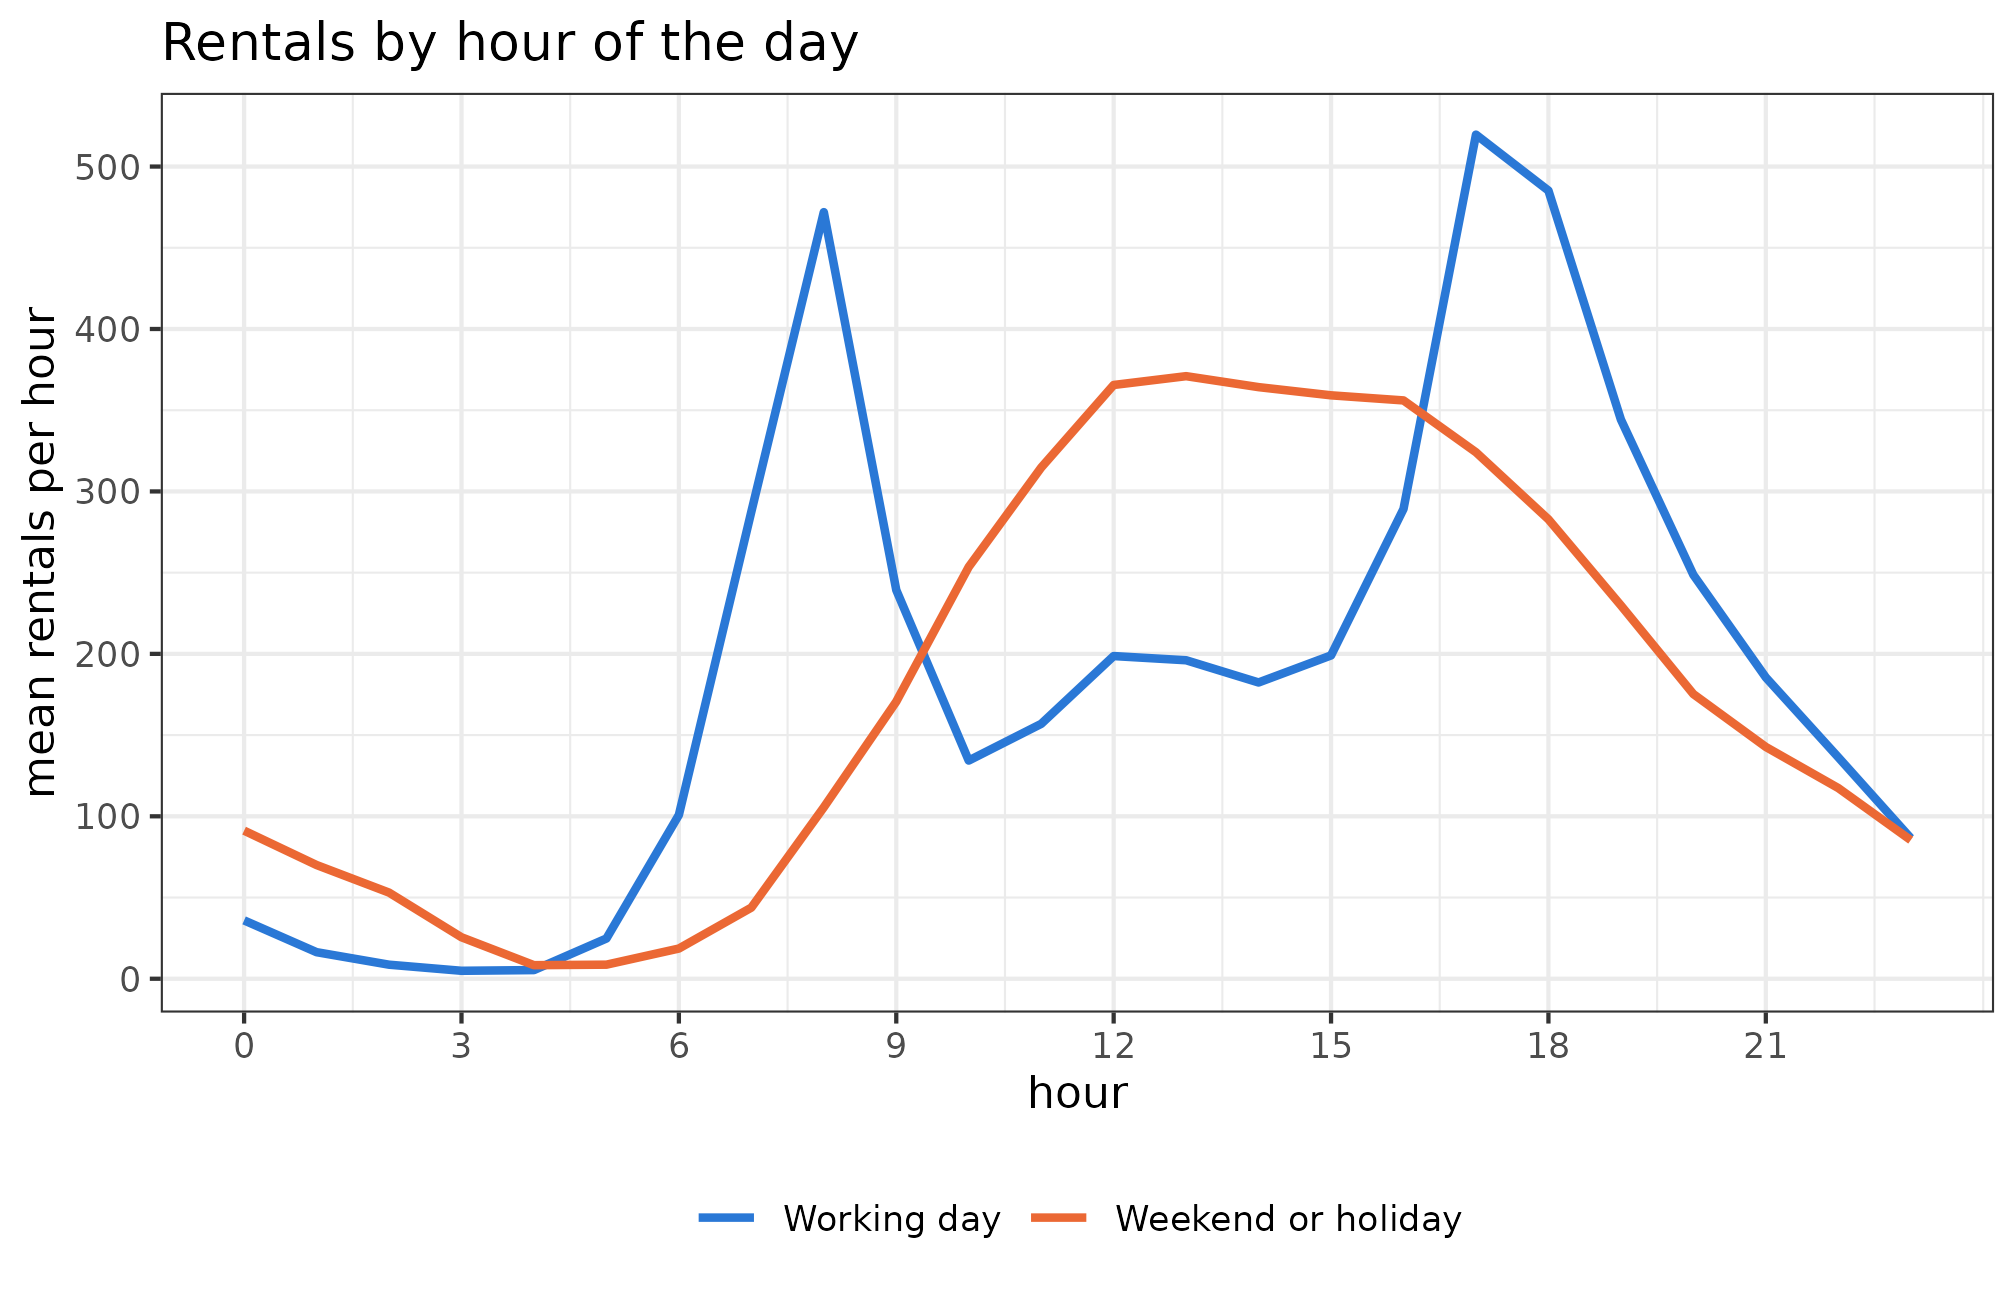 Rentals by hour of the day
mean rentals per hour
500
400
300
200
100
0
0 3 6 9 12 15 18 21
hour
Working day Weekend or holiday